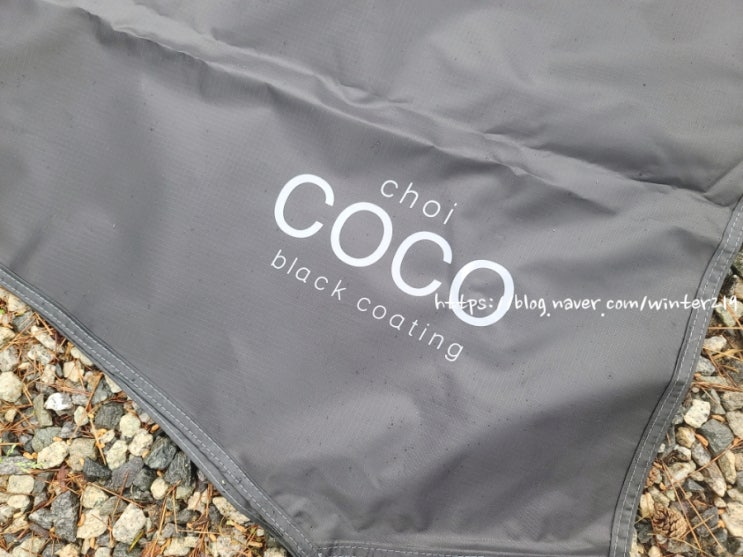 choi
COCO
black coating
https://blog.naver.com/winter219